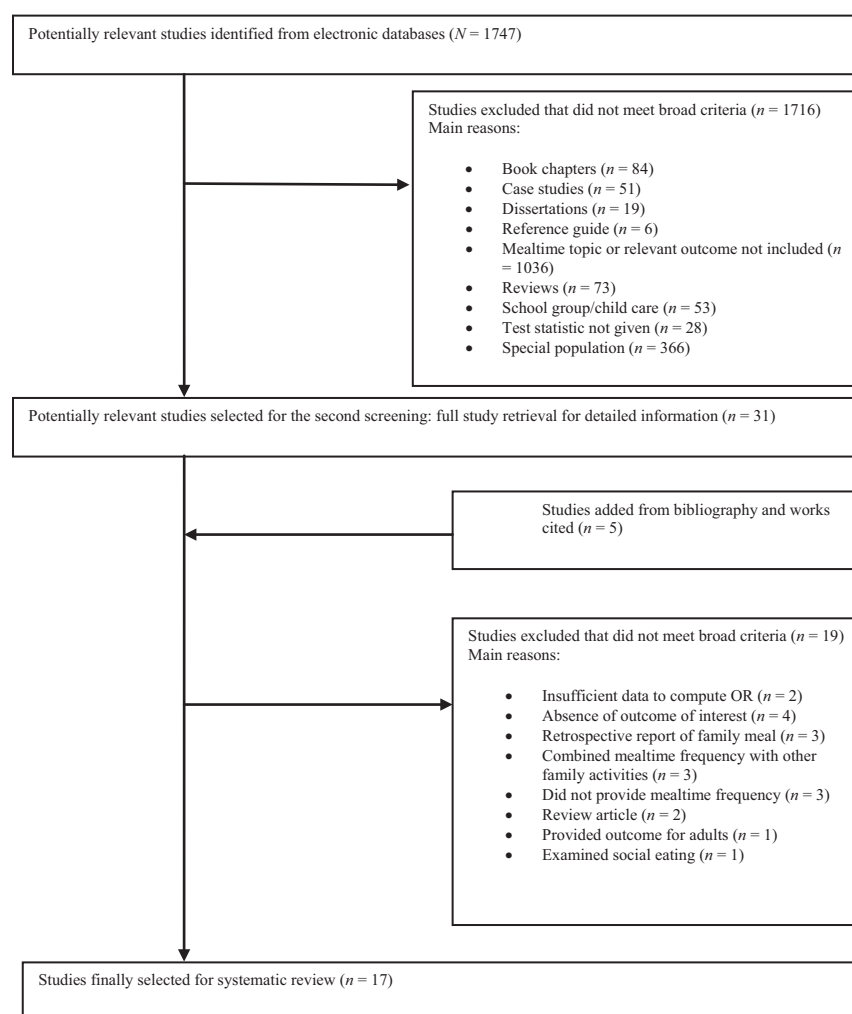 Potentially relevant studies identified from electronic databases (N = 1747)
Studies excluded that did not meet broad criteria (n = 1716)
Main reasons:
• Book chapters (n = 84)
• Case studies (n = 51)
• Dissertations (n = 19)
• Reference guide (n = 6)
• Mealtime topic or relevant outcome not included (n
= 1036)
• Reviews (n = 73)
• School group/child care (n = 53)
• Test statistic not given (n = 28)
• Special population (n = 366)
Potentially relevant studies selected for the second screening: full study retrieval for detailed information (n = 31)
Studies added from bibliography and works
cited (n = 5)
Studies excluded that did not meet broad criteria (n = 19)
Main reasons:
• Insufficient data to compute OR (n = 2)
• Absence of outcome of interest (n = 4)
• Retrospective report of family meal (n = 3)
• Combined mealtime frequency with other
family activities (n = 3)
• Did not provide mealtime frequency (n = 3)
• Review article (n = 2)
• Provided outcome for adults (n = 1)
• Examined social eating (n = 1)
Studies finally selected for systematic review (n = 17)